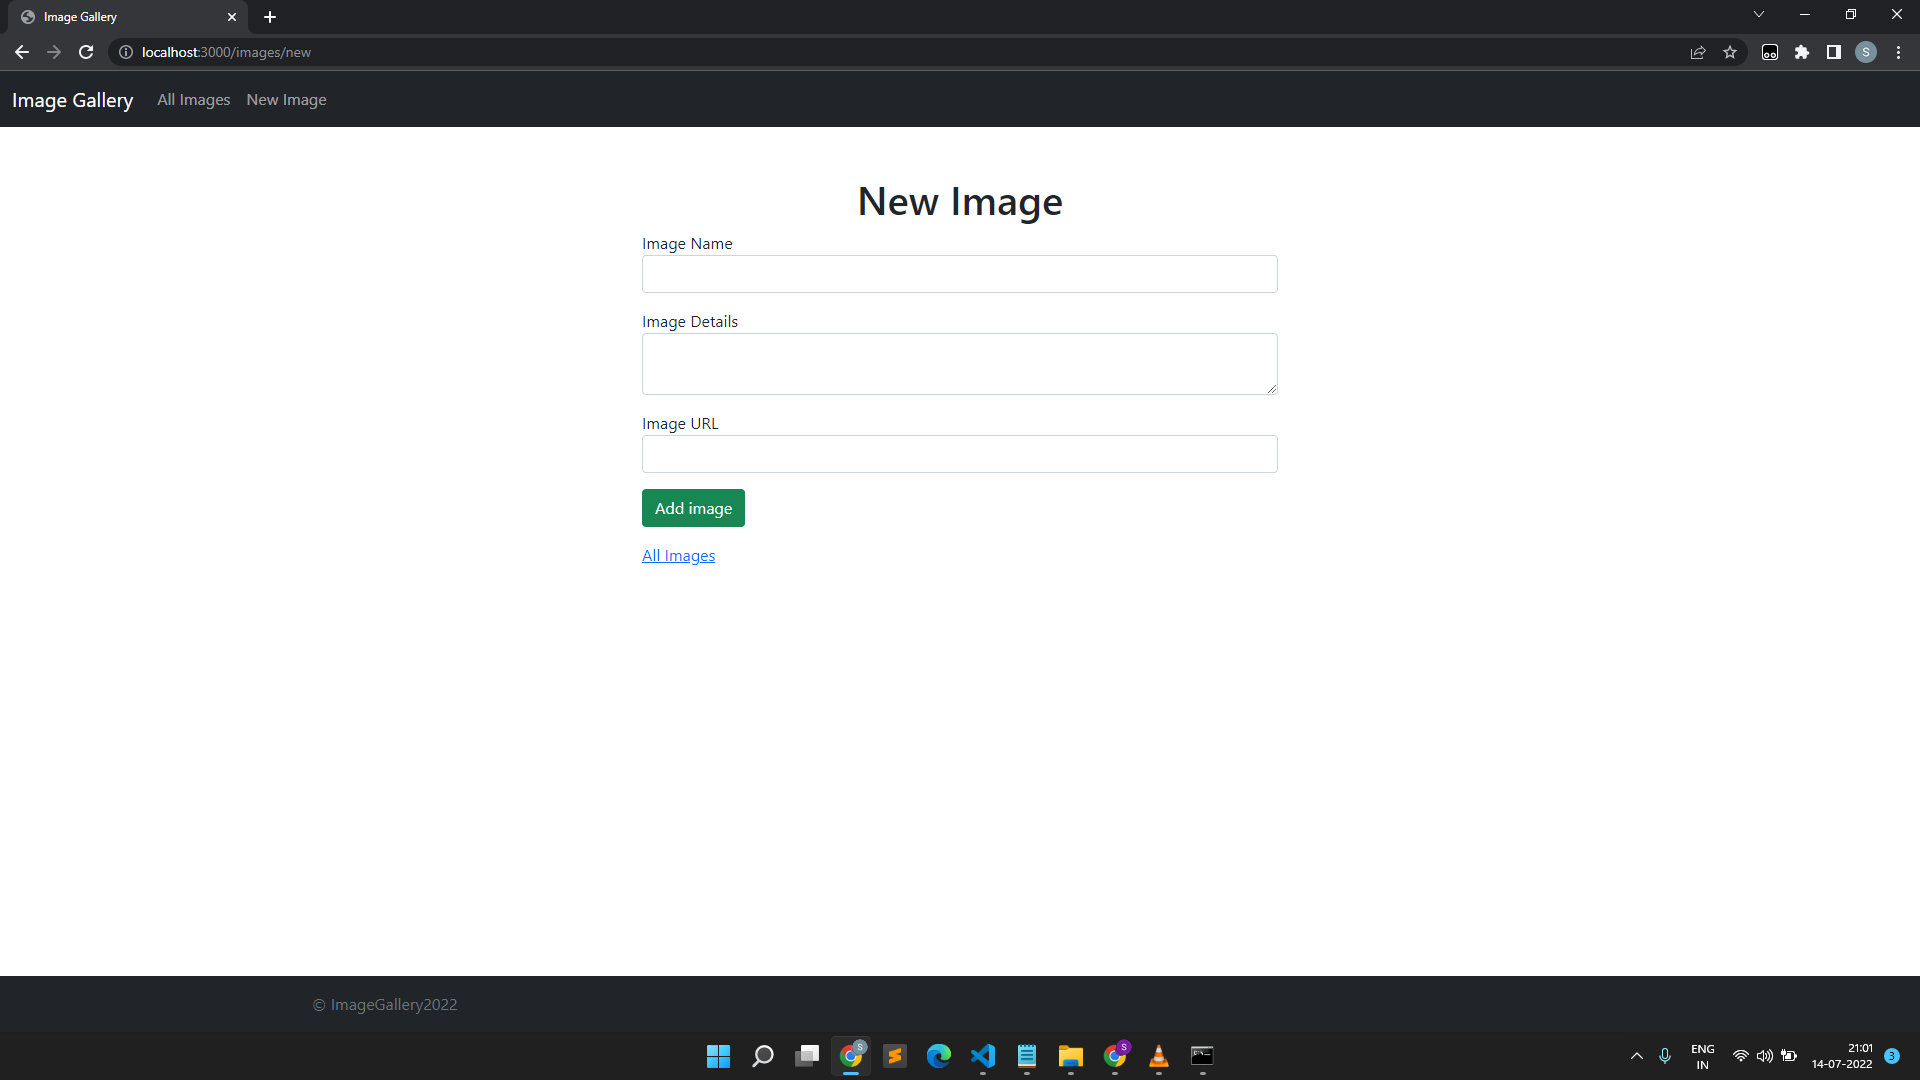 Image Gallery
localhost:3000/images/new
S
Image Gallery All Images New Image
New Image
Image Name
Image Details
Image URL
Add image
All Images
© ImageGallery2022
S
S
ENG
IN
21:01
14-07-2022
3